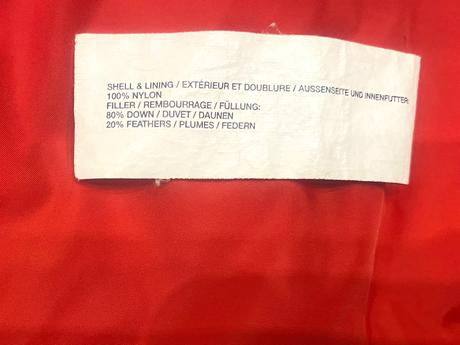 SHELL & LINING / EXTÉRIEUR ET DOUBLURE / AUSSENSEITE UND INNENFUTTER:
100% NYLON
FILLER / REMBOURRAGE / FÜLLUNG:
80% DOWN / DUVET / DAUNEN
20% FEATHERS / PLUMES / FEDERN